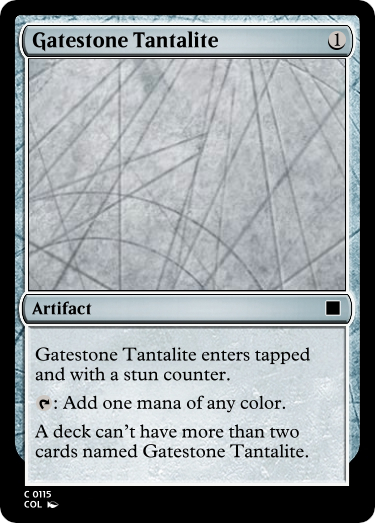 Gatestone Tantalite 1
Artifact
Gatestone Tantalite enters tapped
and with a stun counter.
: Add one mana of any color.
A deck can't have more than two
cards named Gatestone Tantalite.
C 0115
COL